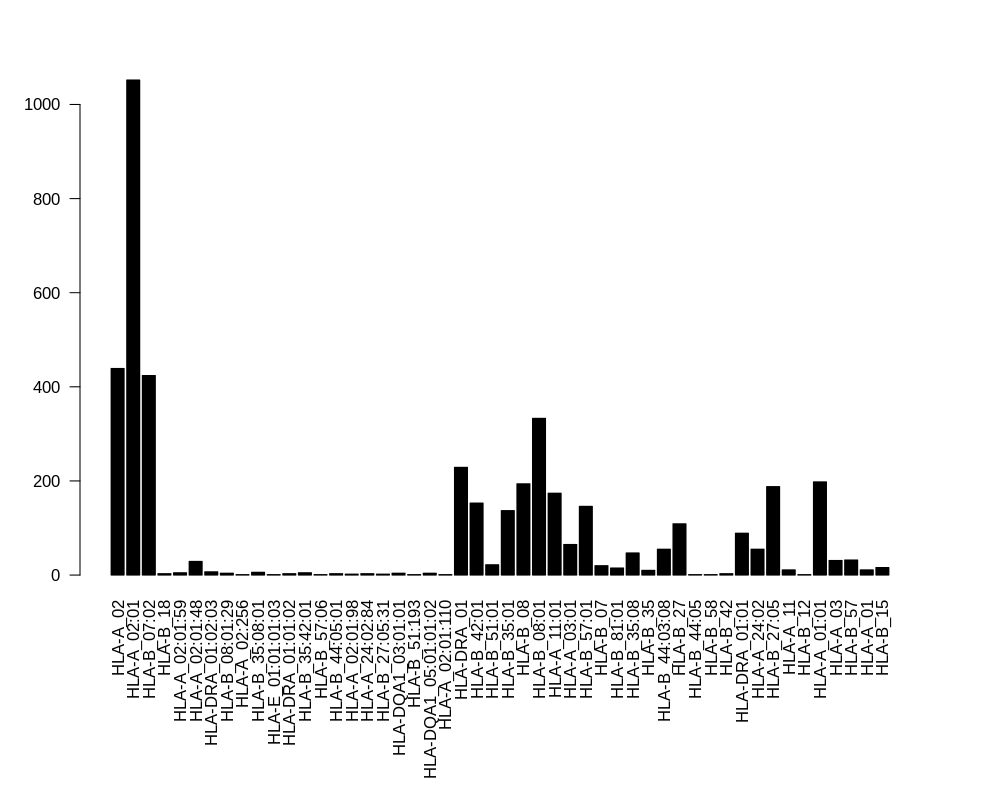 1000
800
600
400
200
0
HLA-A_02
HLA-A_02:01
HLA-B_07:02
HLA-B_18
HLA-A_02:01:59
HLA-A_02:01:48
HLA-DRA_01:02:03
HLA-B_08:01:29
HLA-A_02:256
HLA-B_35:08:01
HLA-E_01:01:01:03
HLA-DRA_01:01:02
HLA-B_35:42:01
HLA-B_57:06
HLA-B_44:05:01
HLA-A_02:01:98
HLA-A_24:02:84
HLA-B_27:05:31
HLA-DQA1_03:01:01
HLA-B_51:193
HLA-DQA1_05:01:01:02
HLA-A_02:01:110
HLA-DRA_01
HLA-B_42:01
HLA-B_51:01
HLA-B_35:01
HLA-B_08
HLA-B_08:01
HLA-A_11:01
HLA-A_03:01
HLA-B_57:01
HLA-B_07
HLA-B_81:01
HLA-B_35:08
HLA-B_35
HLA-B_44:03:08
HLA-B_27
HLA-B_44:05
HLA-B_58
HLA-B_42
HLA-DRA_01:01
HLA-A_24:02
HLA-B_27:05
HLA-A_11
HLA-B_12
HLA-A_01:01
HLA-A_03
HLA-B_57
HLA-A_01
HLA-B_15